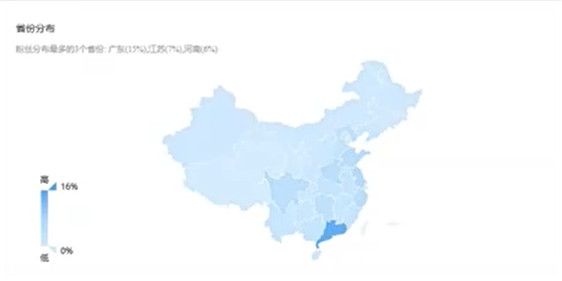 省份分布
粉丝分布最多的3个省份: 广东(15%),江苏(7%),河南(6%)
高
16%
0%
低